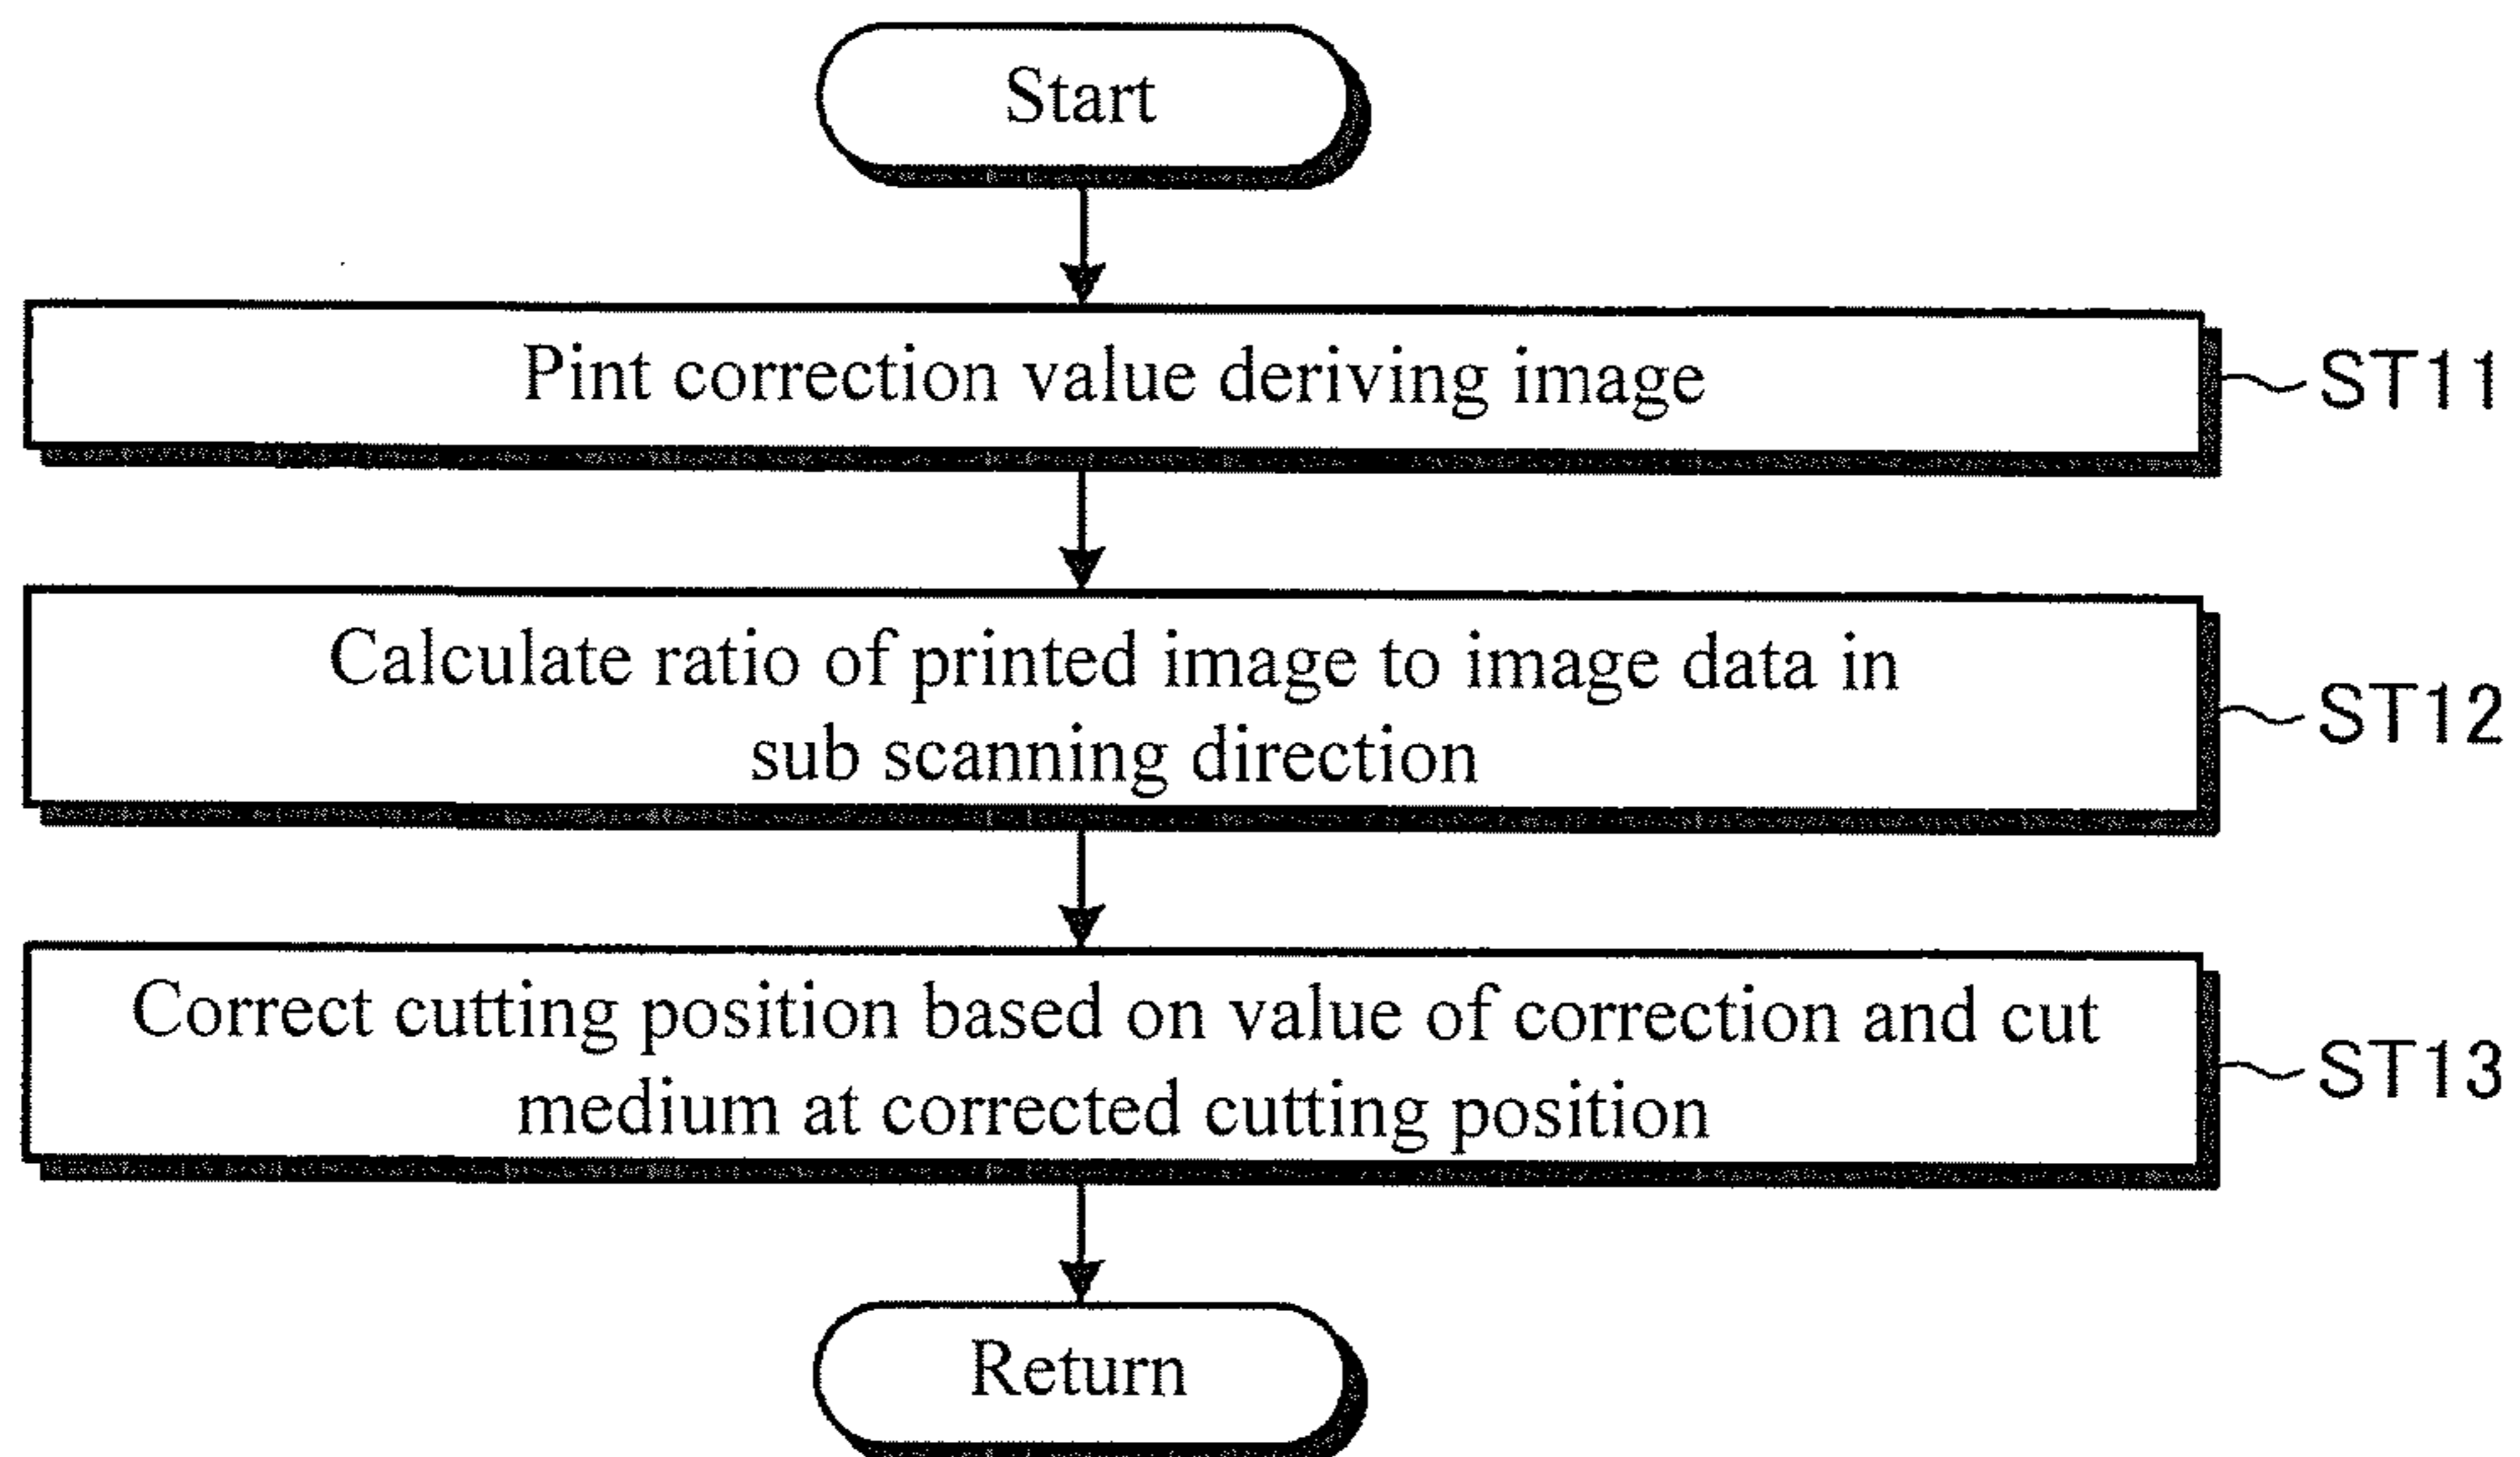 Start
Pint correction value deriving image
ST11
Calculate ratio of printed image to image data in
sub scanning direction
ST12
Correct cutting position based on value of correction and cut
medium at corrected cutting position
ST13
Return